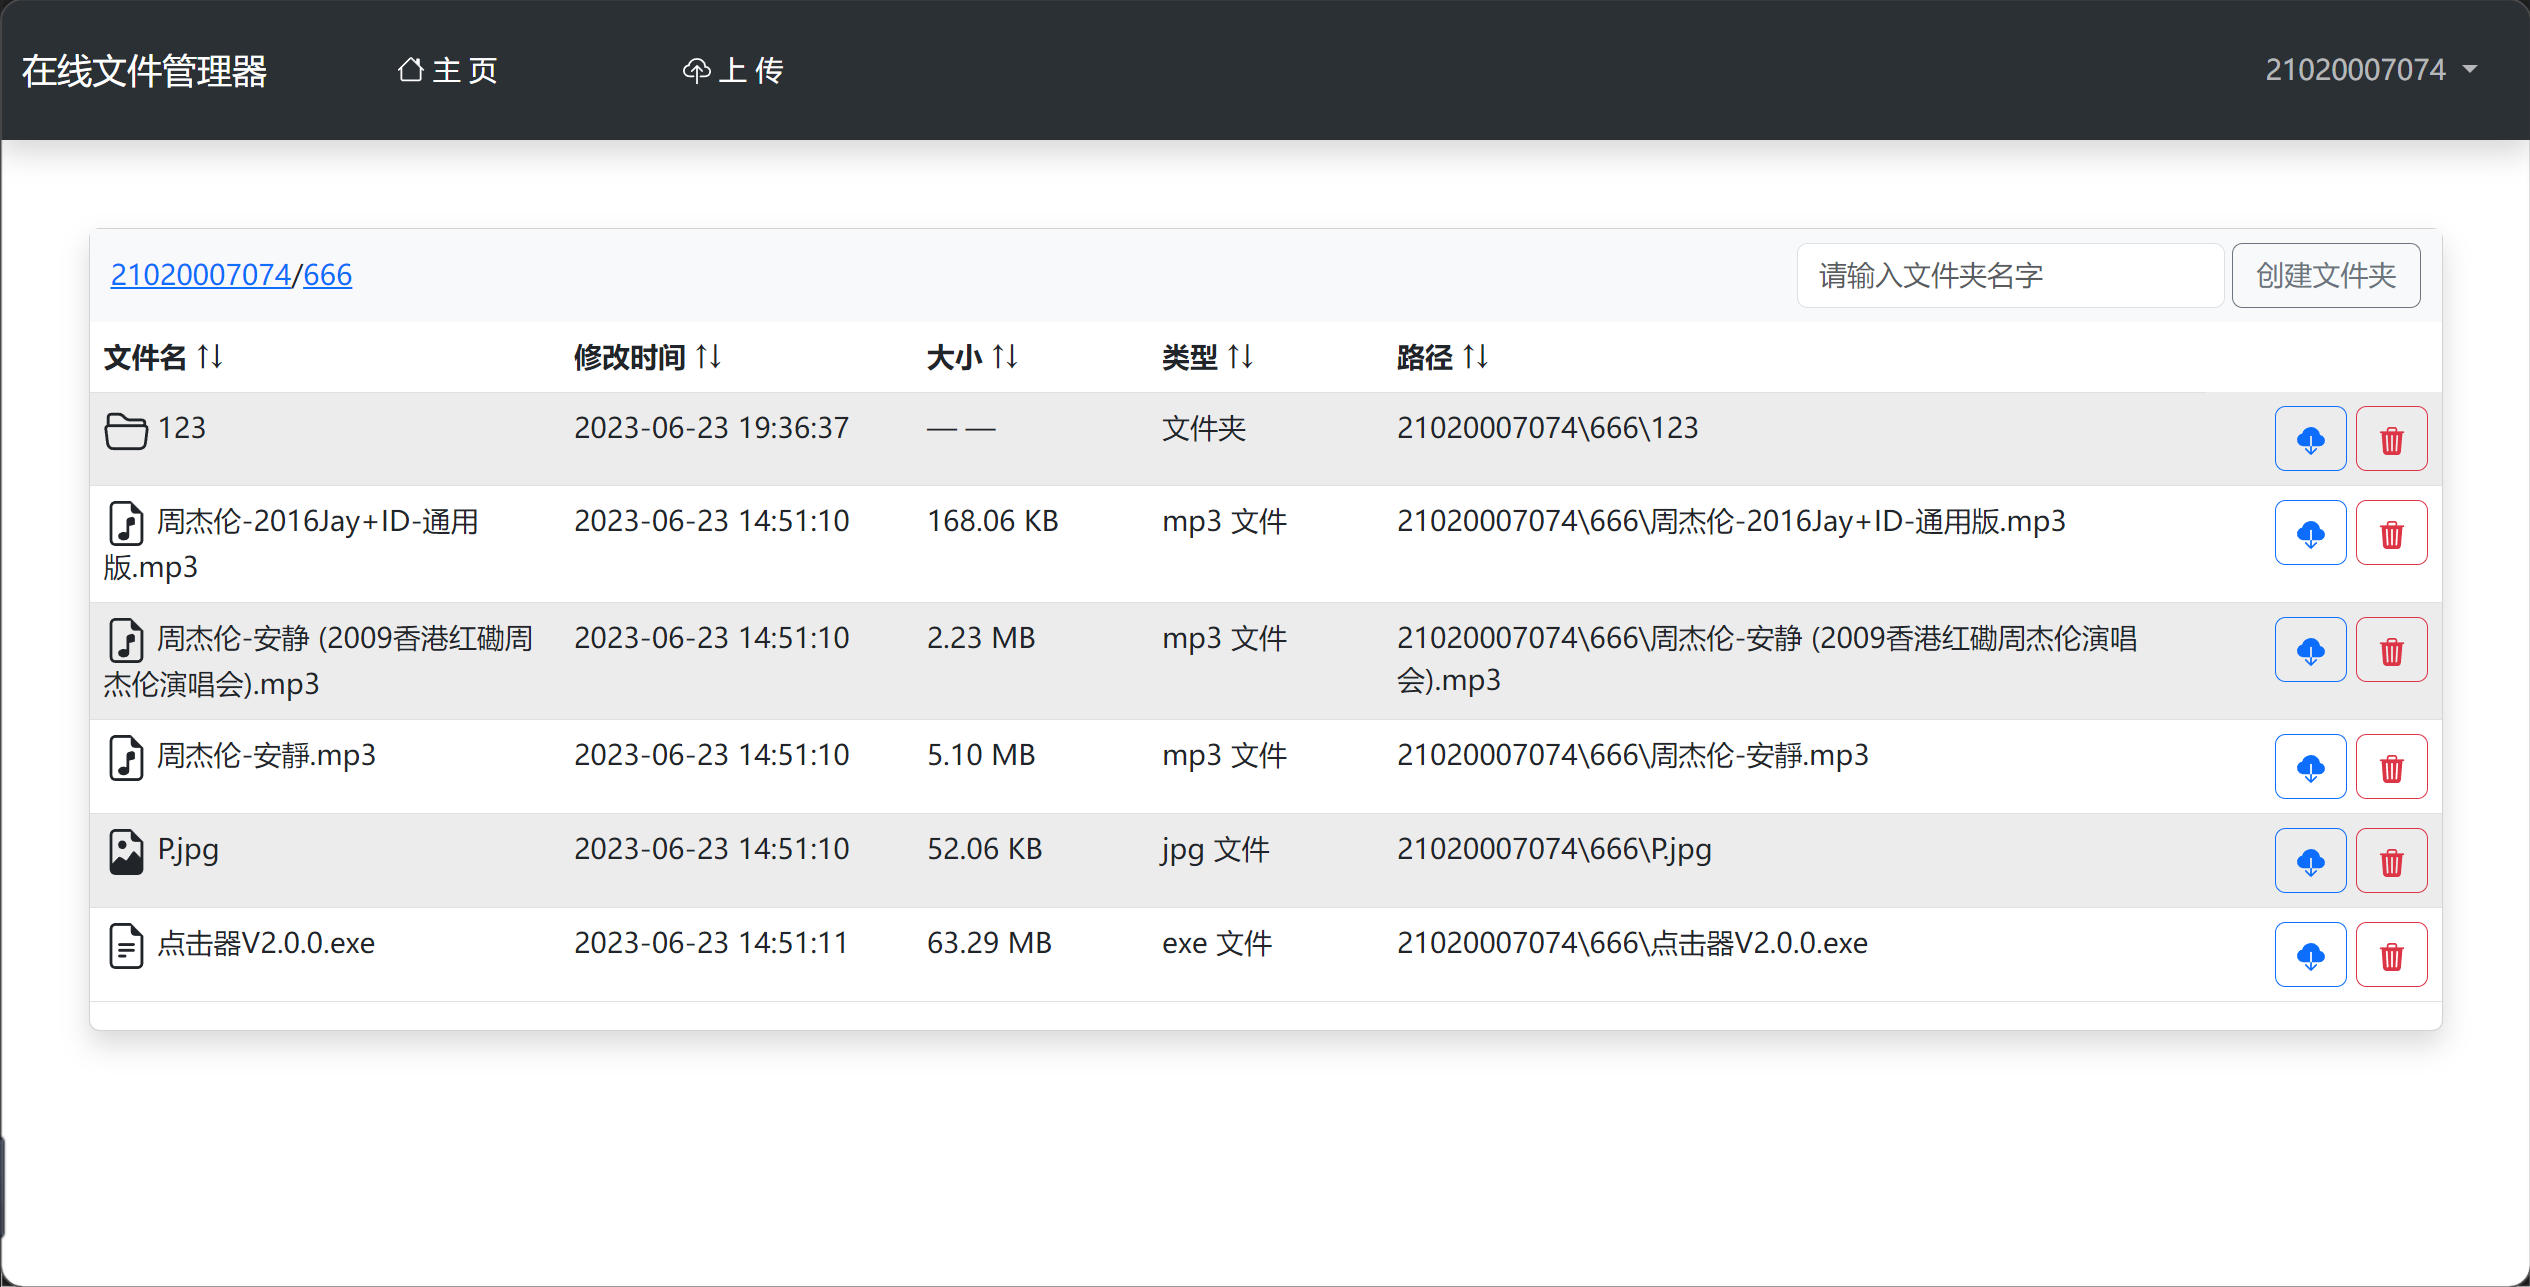 在线文件管理器 主 页 上 传 21020007074
21020007074/666 请输入文件夹名字 创建文件夹
文件名 ↑↓ 修改时间 ↑↓ 大小 ↑↓ 类型 ↑↓ 路径 ↑↓
123 2023-06-23 19:36:37 — — 文件夹 21020007074\666\123
周杰伦-2016Jay+ID-通用 2023-06-23 14:51:10 168.06 KB mp3 文件 21020007074\666\周杰伦-2016Jay+ID-通用版.mp3
版.mp3
周杰伦-安静 (2009香港红磡周 2023-06-23 14:51:10 2.23 MB mp3 文件 21020007074\666\周杰伦-安静 (2009香港红磡周杰伦演唱
杰伦演唱会).mp3 会).mp3
周杰伦-安靜.mp3 2023-06-23 14:51:10 5.10 MB mp3 文件 21020007074\666\周杰伦-安靜.mp3
P.jpg 2023-06-23 14:51:10 52.06 KB jpg 文件 21020007074\666\P.jpg
点击器V2.0.0.exe 2023-06-23 14:51:11 63.29 MB exe 文件 21020007074\666\点击器V2.0.0.exe